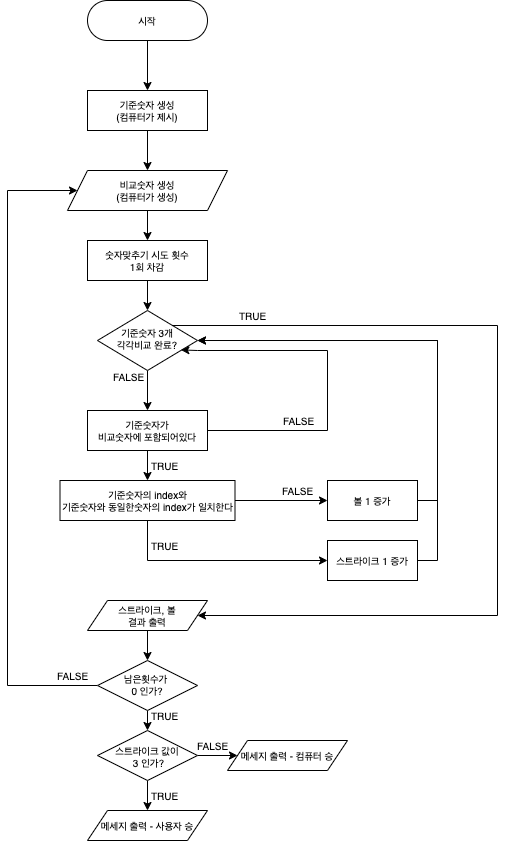 시작
기준숫자 생성
(컴퓨터가 제시)
비교숫자 생성
(컴퓨터가 생성)
숫자맞추기 시도 횟수
1회 차감
TRUE
기준숫자 3개
각각비교 완료?
FALSE
기준숫자가
비교숫자에 포함되어있다
FALSE
TRUE
기준숫자의 index와
기준숫자와 동일한숫자의 index가 일치한다
FALSE
볼 1 증가
TRUE
스트라이크 1 증가
스트라이크, 볼
결과 출력
FALSE
남은횟수가
0 인가?
TRUE
스트라이크 값이
3 인가?
FALSE
메세지 출력 - 컴퓨터 승
TRUE
메세지 출력 - 사용자 승